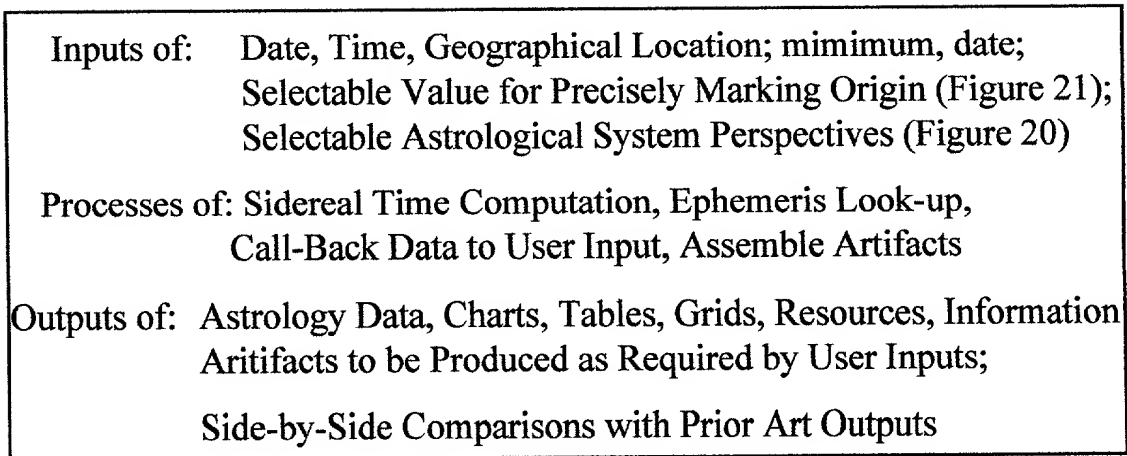 Inputs of: Date, Time, Geographical Location; mimimum, date;
Selectable Value for Precisely Marking Origin (Figure 21);
Selectable Astrological System Perspectives (Figure 20)
Processes of: Sidereal Time Computation, Ephemeris Look-up,
Call-Back Data to User Input, Assemble Artifacts
Outputs of: Astrology Data, Charts, Tables, Grids, Resources, Information
Aritifacts to be Produced as Required by User Inputs;
Side-by-Side Comparisons with Prior Art Outputs